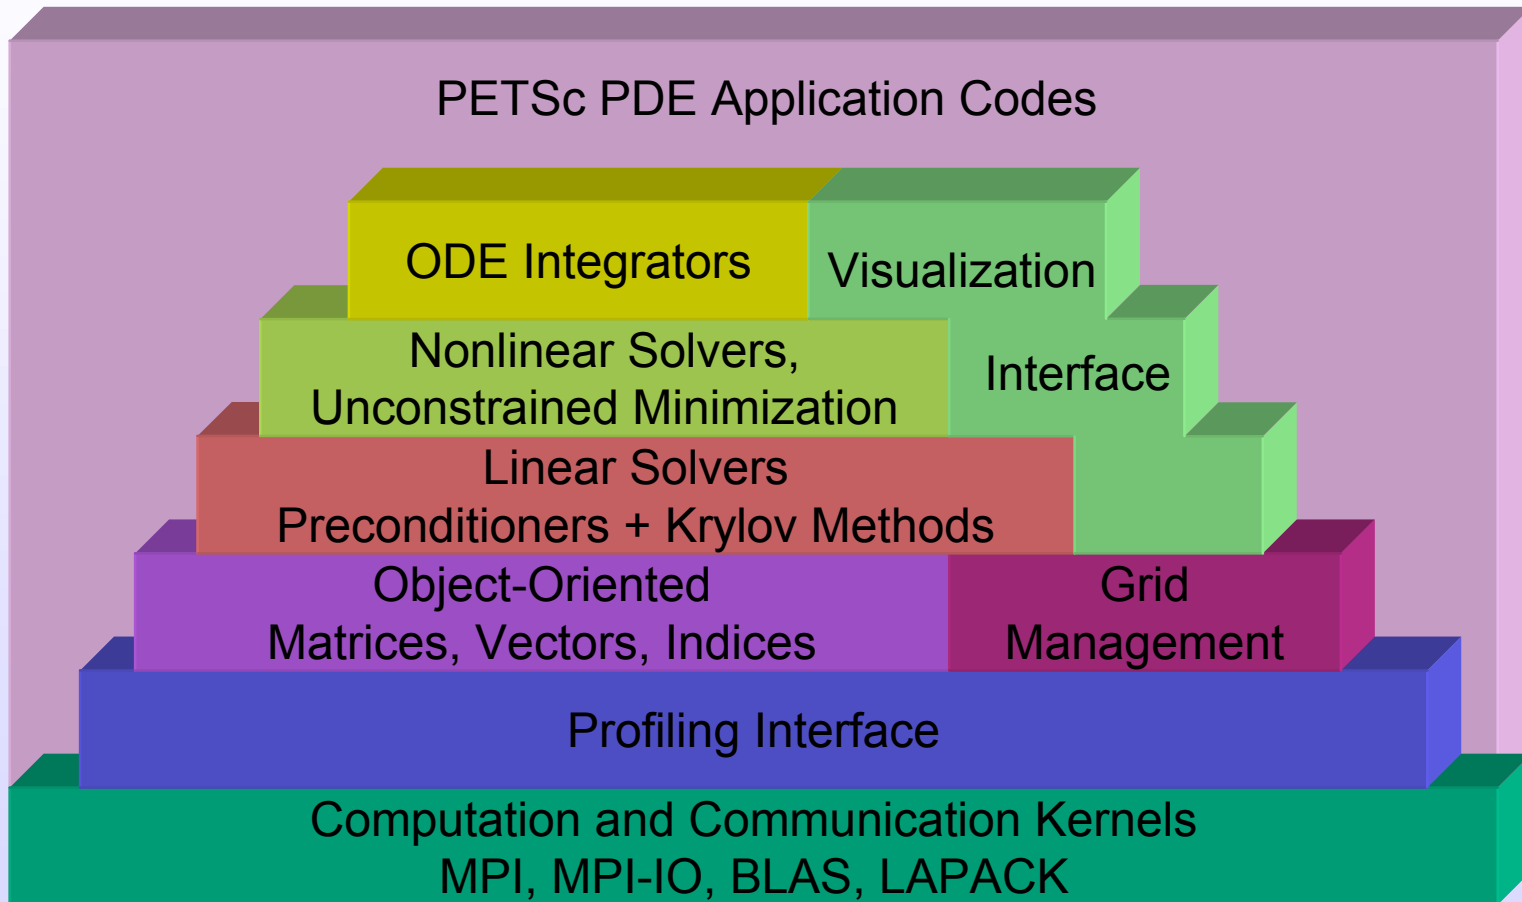 PETSc PDE Application Codes
ODE Integrators
Visualization
Nonlinear Solvers,
Unconstrained Minimization
Interface
Linear Solvers
Preconditioners + Krylov Methods
Object-Oriented
Matrices, Vectors, Indices
Grid
Management
Profiling Interface
Computation and Communication Kernels
MPI, MPI-IO, BLAS, LAPACK